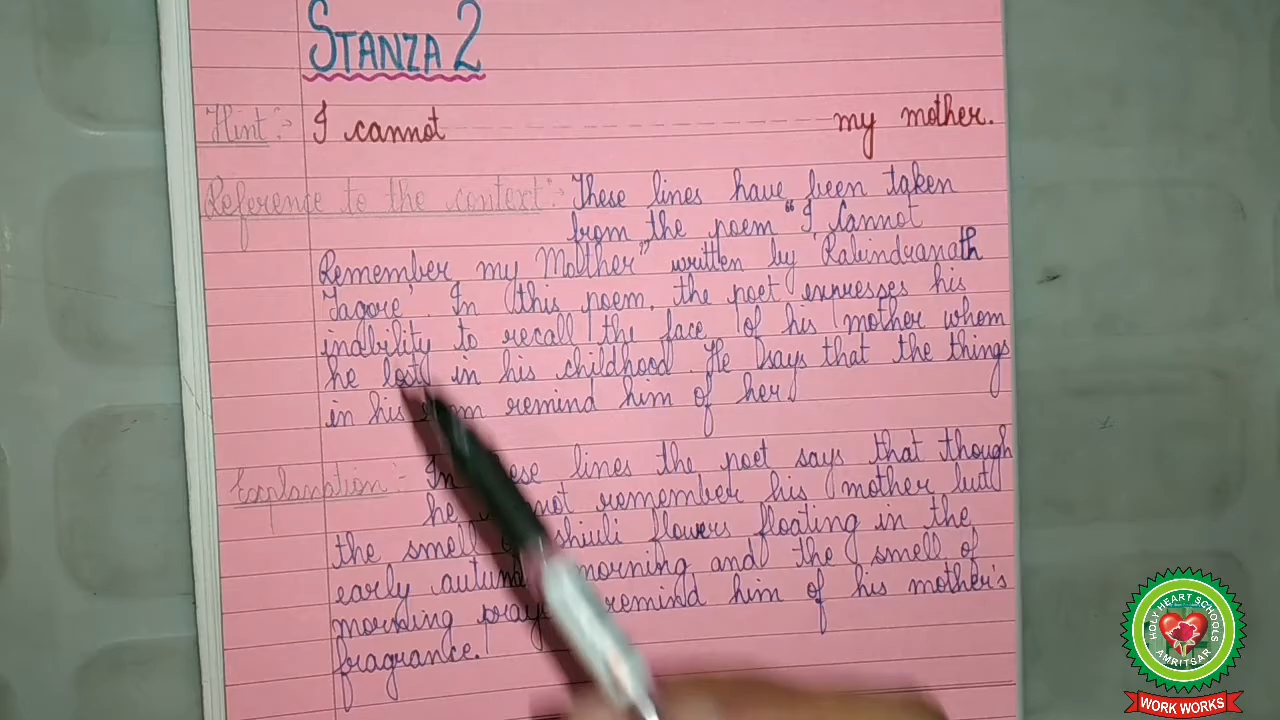 STANZA 2
Hint:- I cannot ---------- my mother.
Reference to the context:- These lines have been taken
from the poem "I Cannot
Remember my Mother" written by 'Rabindranath
Tagore'. In this poem, the poet expresses his
inability to recall the face of his mother whom
he lost in his childhood. He says that the things
in his remind him of her.
Explanation:- In lines the poet says that though
he remember his mother but
the smell shiuli flowers floating in the
early morning and the smell of
morning remind him of his mother's
fragrance.
HOLY HEART SCHOOLS
AMRITSAR
WORK WORKS